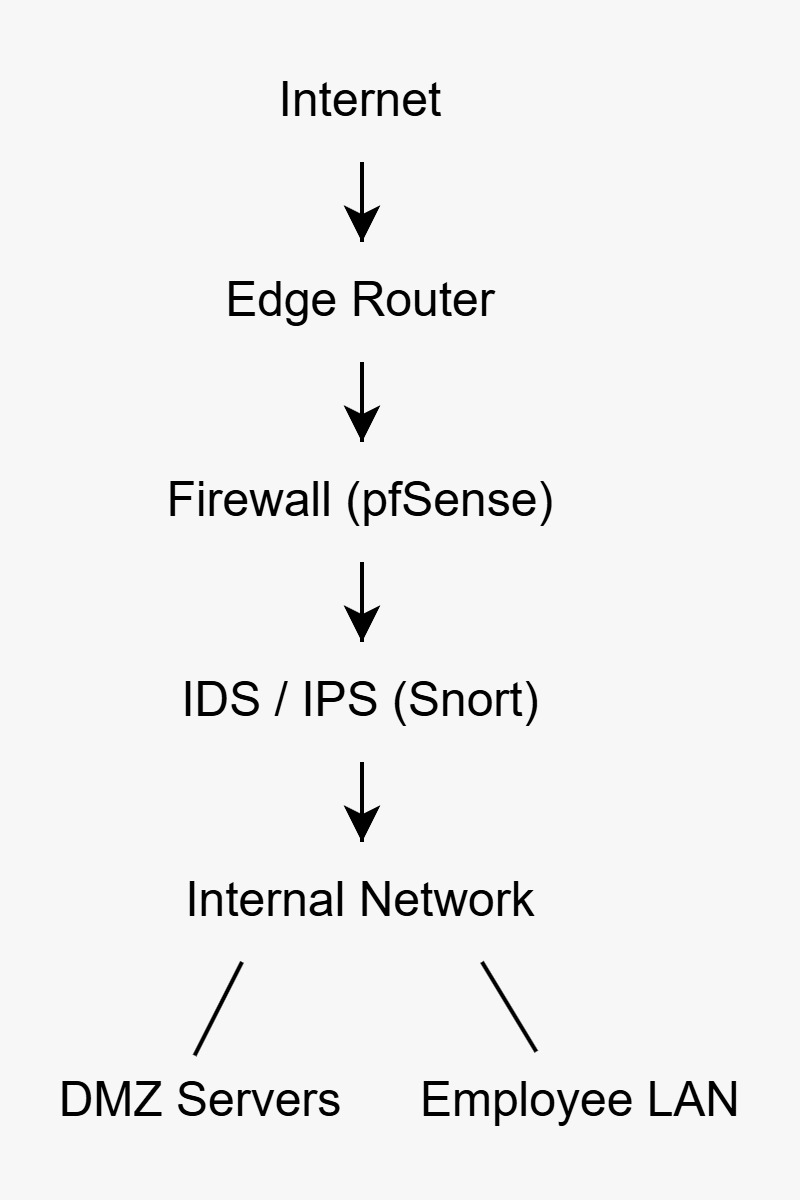 Internet
Edge Router
Firewall (pfSense)
IDS / IPS (Snort)
Internal Network
DMZ Servers
Employee LAN